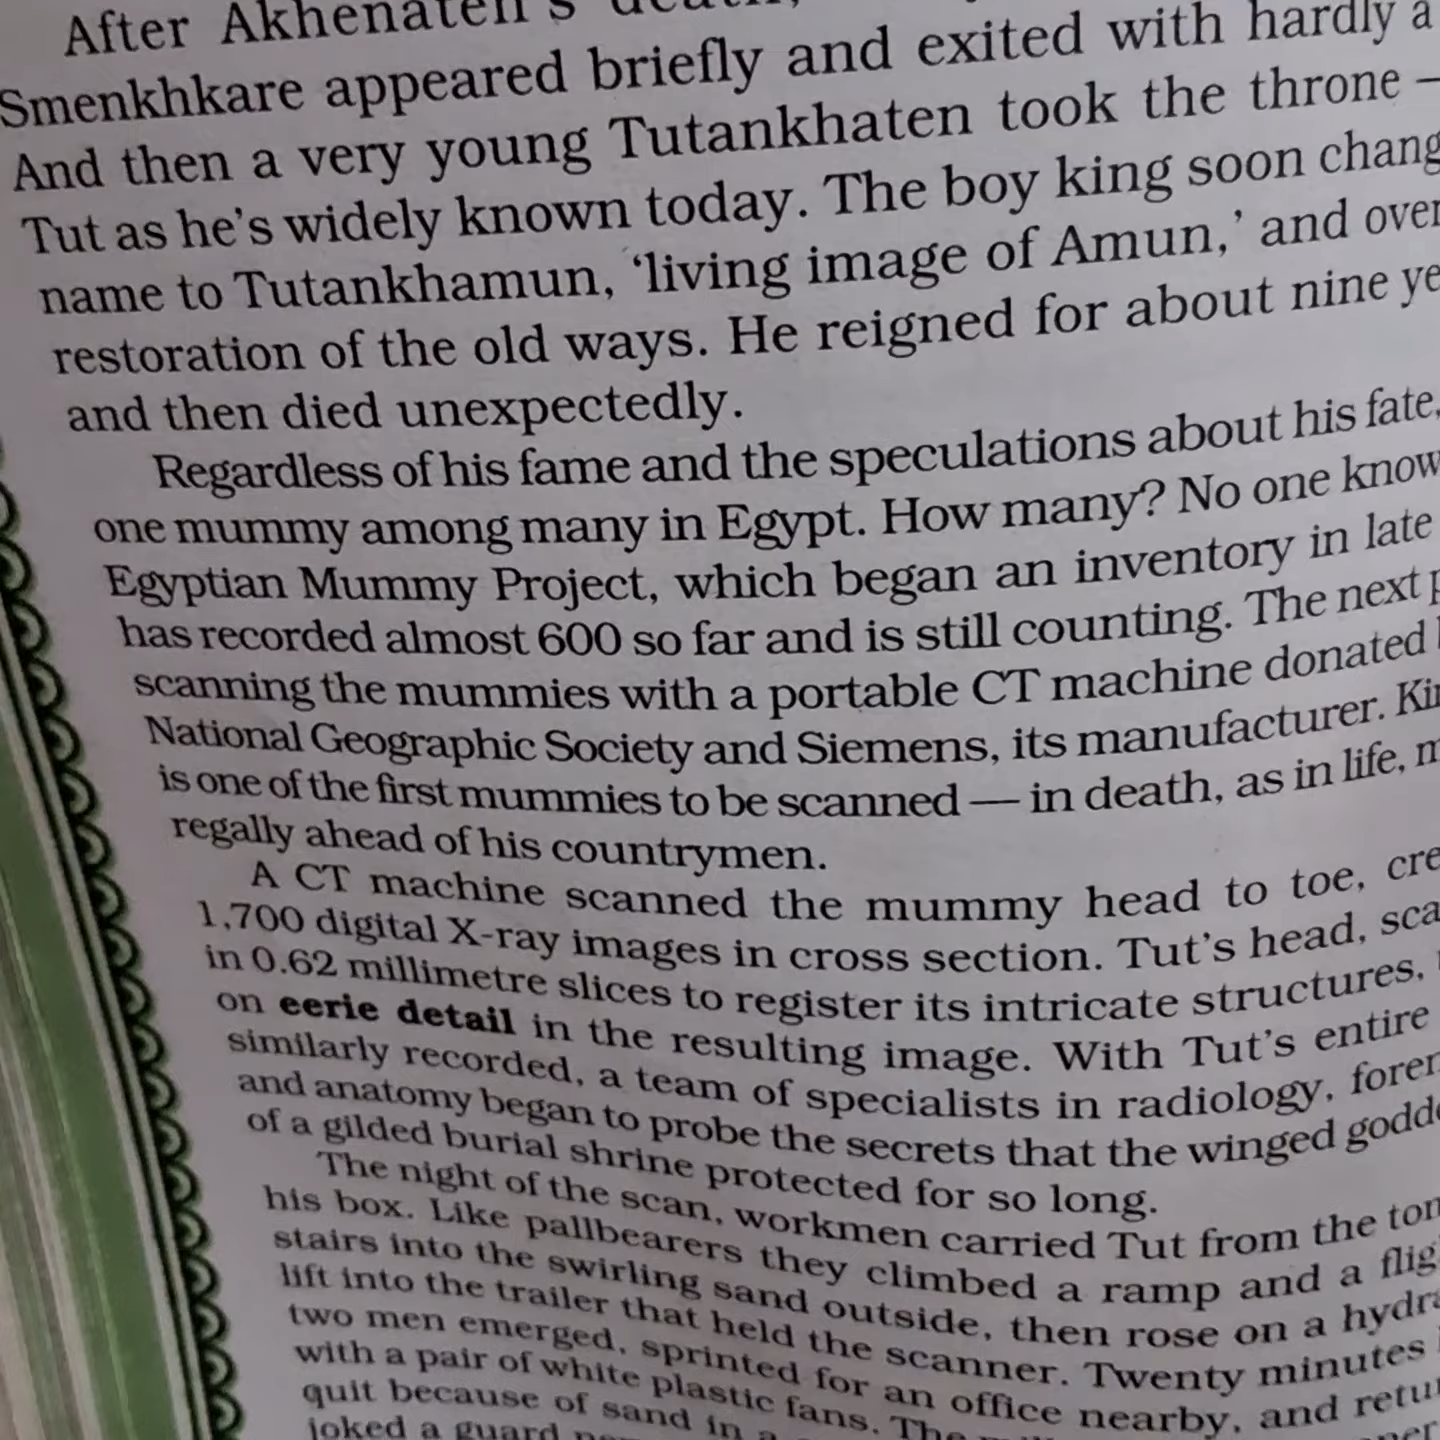 After Akhenaten's death,
Smenkhkare appeared briefly and exited with hardly a
And then a very young Tutankhaten took the throne —
Tut as he's widely known today. The boy king soon chang
name to Tutankhamun, 'living image of Amun,' and over
restoration of the old ways. He reigned for about nine ye
and then died unexpectedly.
Regardless of his fame and the speculations about his fate,
one mummy among many in Egypt. How many? No one know
Egyptian Mummy Project, which began an inventory in late
has recorded almost 600 so far and is still counting. The next p
scanning the mummies with a portable CT machine donated
National Geographic Society and Siemens, its manufacturer. Kin
is one of the first mummies to be scanned — in death, as in life, m
regally ahead of his countrymen.
A CT machine scanned the mummy head to toe, cre
1,700 digital X-ray images in cross section. Tut's head, sca
in 0.62 millimetre slices to register its intricate structures,
on eerie detail in the resulting image. With Tut's entire
similarly recorded, a team of specialists in radiology, foren
and anatomy began to probe the secrets that the winged godde
of a gilded burial shrine protected for so long.
The night of the scan, workmen carried Tut from the tom
his box. Like pallbearers they climbed a ramp and a flig
stairs into the swirling sand outside, then rose on a hydra
lift into the trailer that held the scanner. Twenty minutes
two men emerged, sprinted for an office nearby, and retur
with a pair of white plastic fans. The
quit because of sand in a
joked a guard